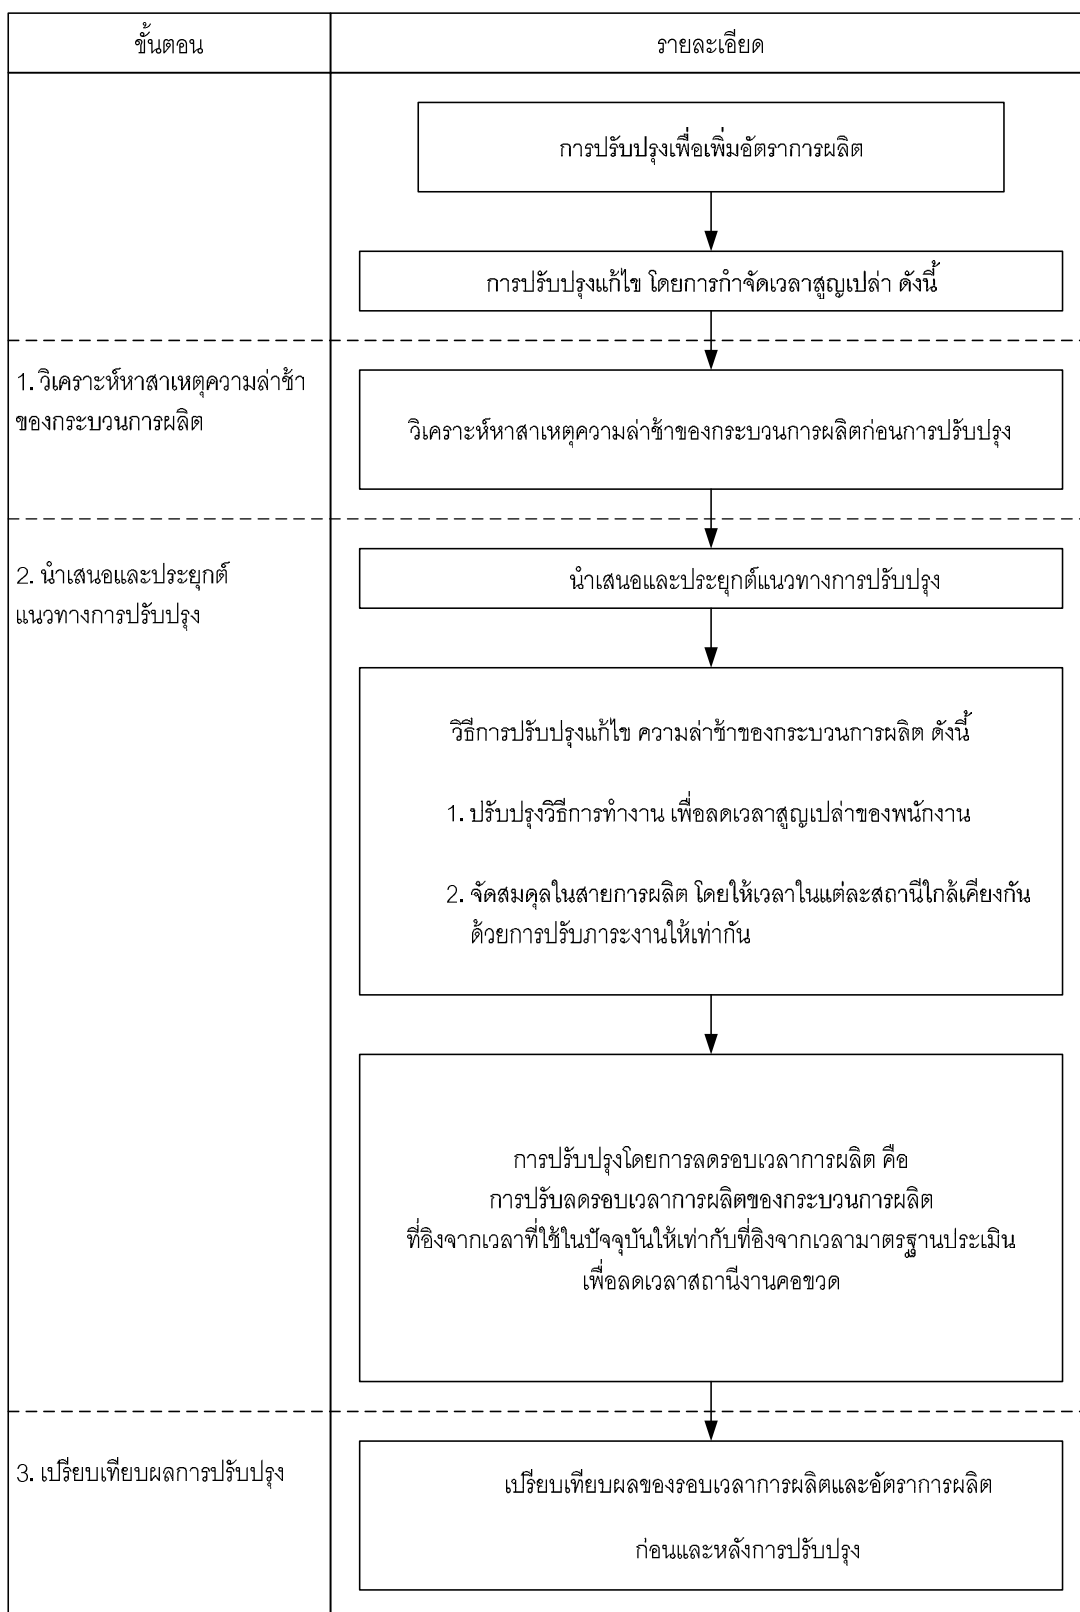 ขั้นตอน
รายละเอียด
การปรับปรุงเพื่อเพิ่มอัตราการผลิต
การปรับปรุงแก้ไข โดยการกำจัดเวลาสูญเปล่า ดังนี้
1. วิเคราะห์หาสาเหตุความล่าช้า
ของกระบวนการผลิต
วิเคราะห์หาสาเหตุความล่าช้าของกระบวนการผลิตก่อนการปรับปรุง
2. นำเสนอและประยุกต์
แนวทางการปรับปรุง
นำเสนอและประยุกต์แนวทางการปรับปรุง
วิธีการปรับปรุงแก้ไข ความล่าช้าของกระบวนการผลิต ดังนี้
1. ปรับปรุงวิธีการทำงาน เพื่อลดเวลาสูญเปล่าของพนักงาน
2. จัดสมดุลในสายการผลิต โดยให้เวลาในแต่ละสถานีใกล้เคียงกัน
ด้วยการปรับภาระงานให้เท่ากัน
การปรับปรุงโดยการลดรอบเวลาการผลิต คือ
การปรับลดรอบเวลาการผลิตของกระบวนการผลิต
ที่อิงจากเวลาที่ใช้ในปัจจุบันให้เท่ากับที่อิงจากเวลามาตรฐานประเมิน
เพื่อลดเวลาสถานีงานคอขวด
3. เปรียบเทียบผลการปรับปรุง
เปรียบเทียบผลของรอบเวลาการผลิตและอัตราการผลิต
ก่อนและหลังการปรับปรุง